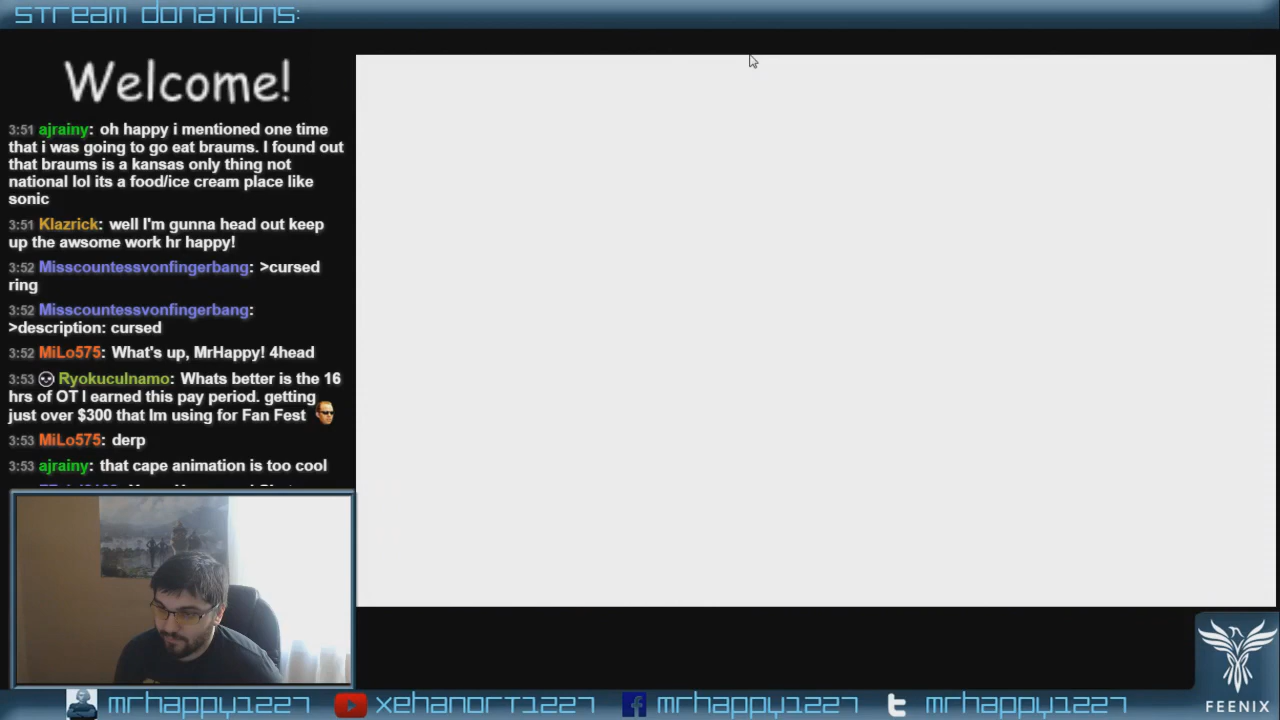 STREAM DONATIONS:
Welcome!
3:51 ajrainy: oh happy i mentioned one time
that i was going to go eat braums. I found out
that braums is a kansas only thing not
national lol its a food/ice cream place like
sonic
3:51 Klazrick: well I'm gunna head out keep
up the awsome work hr happy!
3:52 Misscountessvonfingerbang: >cursed
ring
3:52 Misscountessvonfingerbang:
>description: cursed
3:52 MiLo575: What's up, MrHappy! 4head
3:53 Ryokuculnamo: Whats better is the 16
hrs of OT I earned this pay period. getting
just over $300 that Im using for Fan Fest
3:53 MiLo575: derp
3:53 ajrainy: that cape animation is too cool
FEENIX
mrhappy1227 xehanort1227 mrhappy1227 mrhappy1227